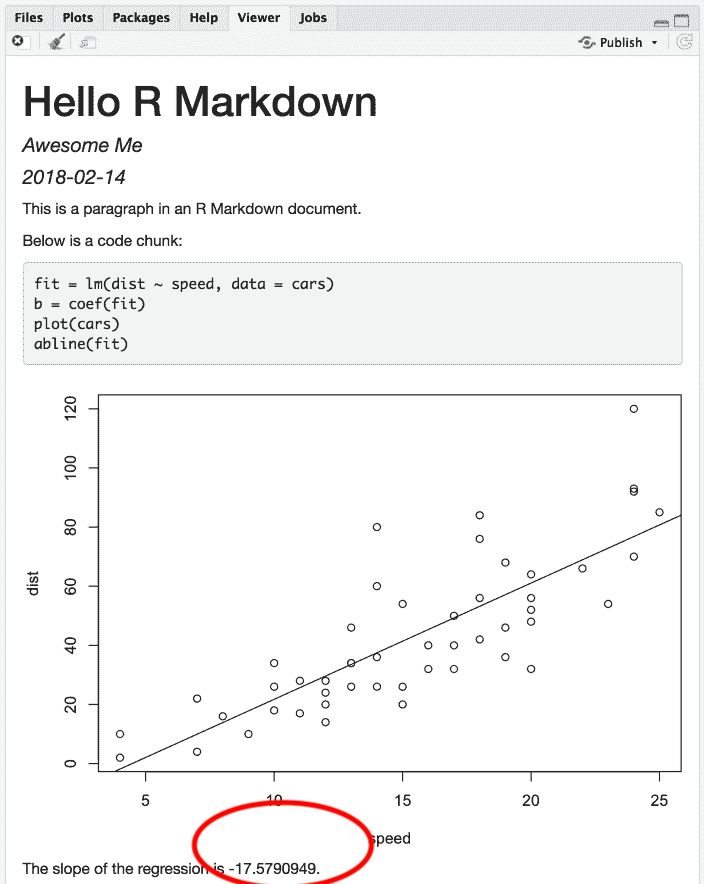 Files Plots Packages Help Viewer Jobs
Publish
Hello R Markdown
Awesome Me
2018-02-14
This is a paragraph in an R Markdown document.
Below is a code chunk:
fit = lm(dist ~ speed, data = cars)
b = coef(fit)
plot(cars)
abline(fit)
120
100
80
60
40
20
0
dist
5 10 15 20 25
speed
The slope of the regression is -17.5790949.